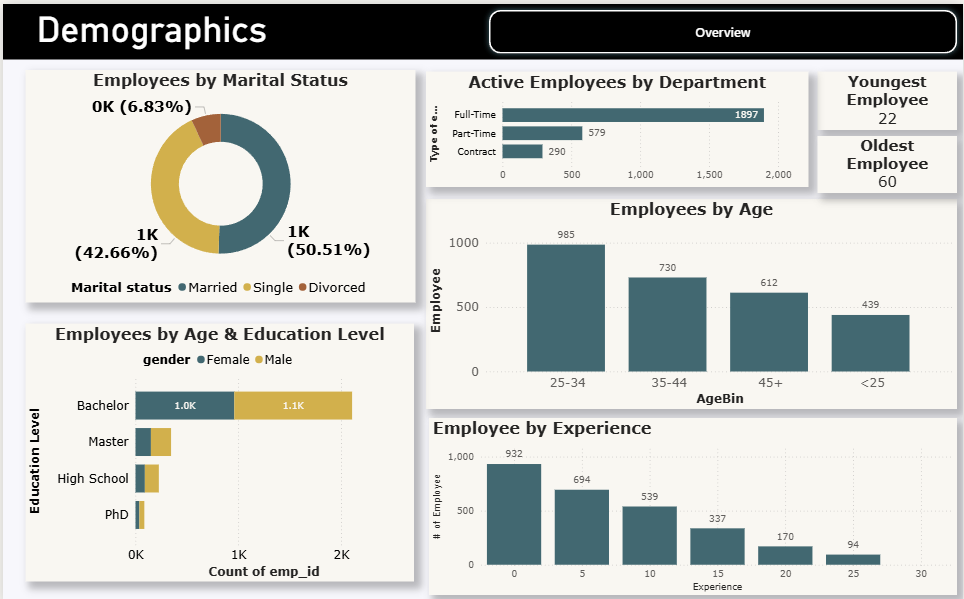 Demographics
Overview
Employees by Marital Status
0K (6.83%)
1K
(42.66%)
1K
(50.51%)
Marital status Married Single Divorced
Active Employees by Department
Type of e...
Full-Time 1897
Part-Time 579
Contract 290
0 500 1,000 1,500 2,000
Youngest
Employee
22
Oldest
Employee
60
Employees by Age
Employee
1000
500
0
985 730 612 439
25-34 35-44 45+ <25
AgeBin
Employees by Age & Education Level
gender Female Male
Education Level
Bachelor 1.0K 1.1K
Master
High School
PhD
0K 1K 2K
Count of emp_id
Employee by Experience
# of Employee
1,000
500
0
932 694 539 337 170 94
0 5 10 15 20 25 30
Experience